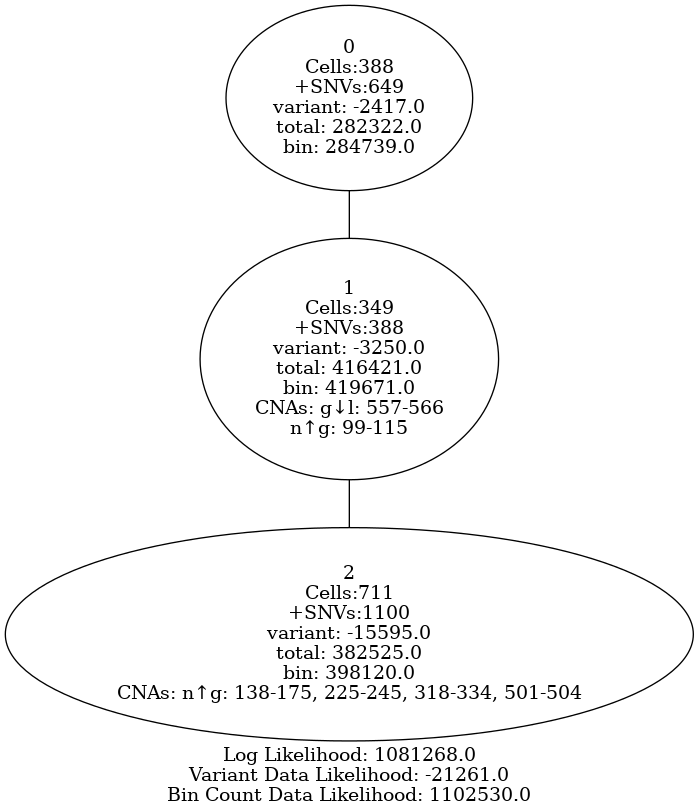 0
Cells:388
+SNVs:649
variant: -2417.0
total: 282322.0
bin: 284739.0
1
Cells:349
+SNVs:388
variant: -3250.0
total: 416421.0
bin: 419671.0
CNAs: g↓l: 557-566
n↑g: 99-115
2
Cells:711
+SNVs:1100
variant: -15595.0
total: 382525.0
bin: 398120.0
CNAs: n↑g: 138-175, 225-245, 318-334, 501-504
Log Likelihood: 1081268.0
Variant Data Likelihood: -21261.0
Bin Count Data Likelihood: 1102530.0